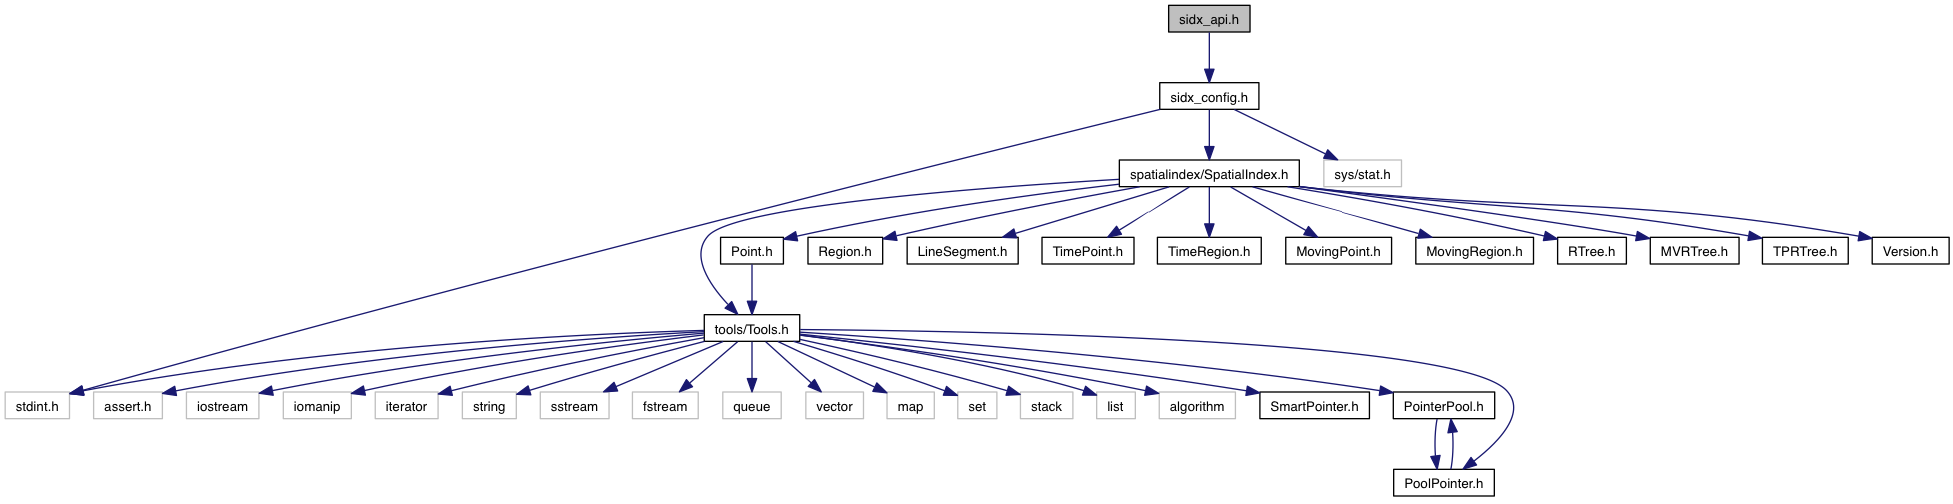 sidx_api.h
sidx_config.h
spatialindex/SpatialIndex.h
sys/stat.h
Point.h
Region.h
LineSegment.h
TimePoint.h
TimeRegion.h
MovingPoint.h
MovingRegion.h
RTree.h
MVRTree.h
TPRTree.h
Version.h
tools/Tools.h
stdint.h
assert.h
iostream
iomanip
iterator
string
sstream
fstream
queue
vector
map
set
stack
list
algorithm
SmartPointer.h
PointerPool.h
PoolPointer.h